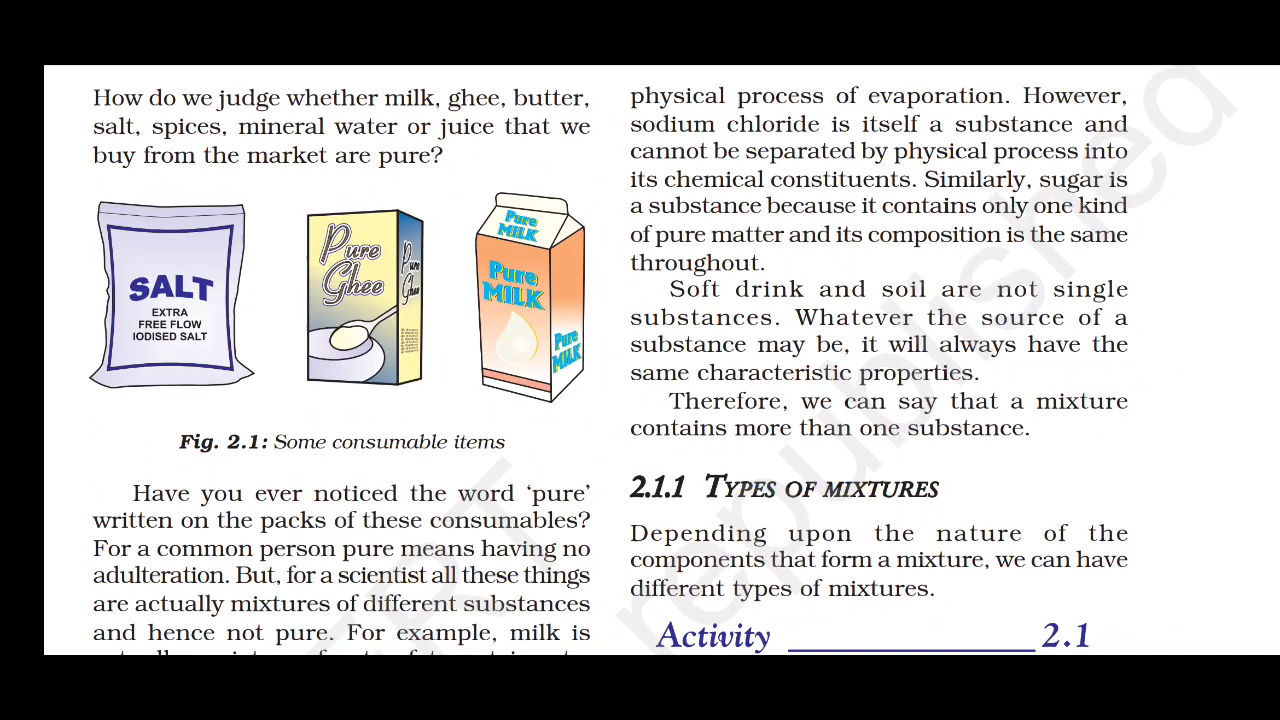 How do we judge whether milk, ghee, butter,
salt, spices, mineral water or juice that we
buy from the market are pure?
SALT
EXTRA
FREE FLOW
IODISED SALT
Pure
Ghee
Pure
Ghee
Pure
MILK
Pure
MILK
Pure
MILK
Fig. 2.1: Some consumable items
Have you ever noticed the word ‘pure’
written on the packs of these consumables?
For a common person pure means having no
adulteration. But, for a scientist all these things
are actually mixtures of different substances
and hence not pure. For example, milk is
physical process of evaporation. However,
sodium chloride is itself a substance and
cannot be separated by physical process into
its chemical constituents. Similarly, sugar is
a substance because it contains only one kind
of pure matter and its composition is the same
throughout.
Soft drink and soil are not single
substances. Whatever the source of a
substance may be, it will always have the
same characteristic properties.
Therefore, we can say that a mixture
contains more than one substance.
2.1.1 TYPES OF MIXTURES
Depending upon the nature of the
components that form a mixture, we can have
different types of mixtures.
Activity 2.1
republished